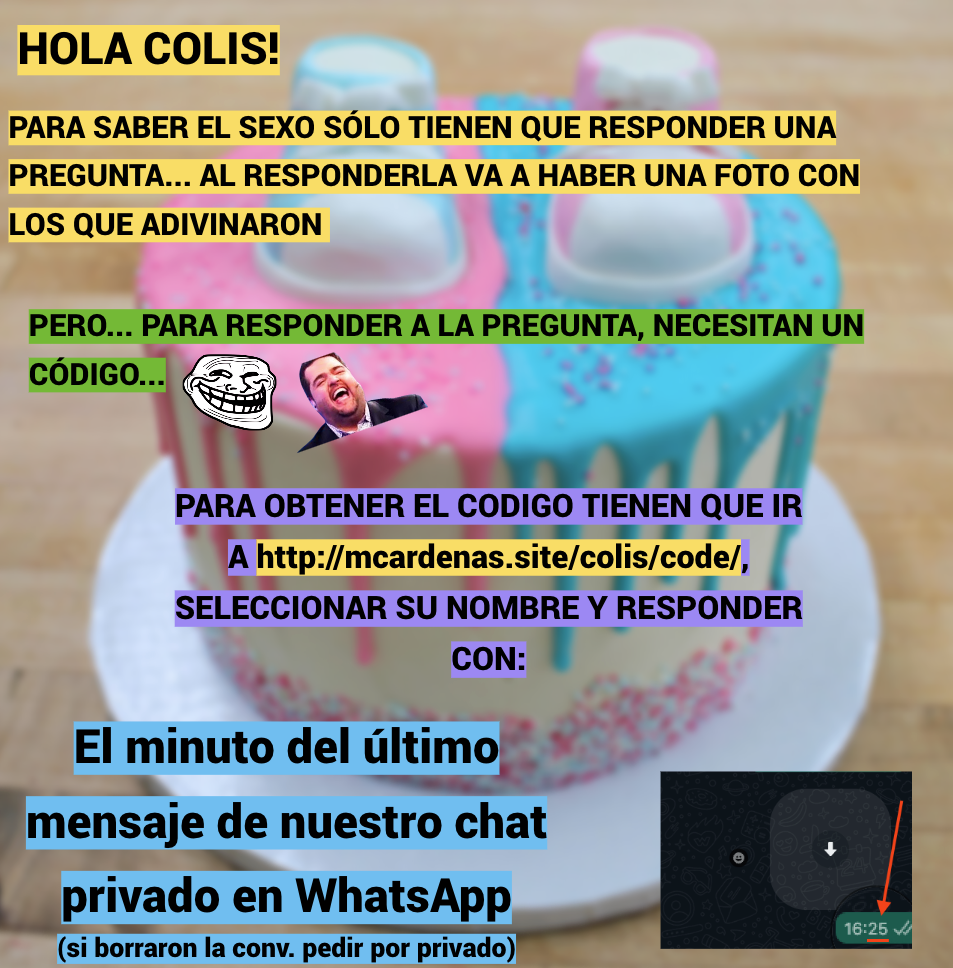 HOLA COLIS!
PARA SABER EL SEXO SÓLO TIENEN QUE RESPONDER UNA
PREGUNTA... AL RESPONDERLA VA A HABER UNA FOTO CON
LOS QUE ADIVINARON
PERO... PARA RESPONDER A LA PREGUNTA, NECESITAN UN
CÓDIGO...
PARA OBTENER EL CODIGO TIENEN QUE IR
A http://mcardenas.site/colis/code/,
SELECCIONAR SU NOMBRE Y RESPONDER
CON:
El minuto del último
mensaje de nuestro chat
privado en WhatsApp
(si borraron la conv. pedir por privado)
16:25